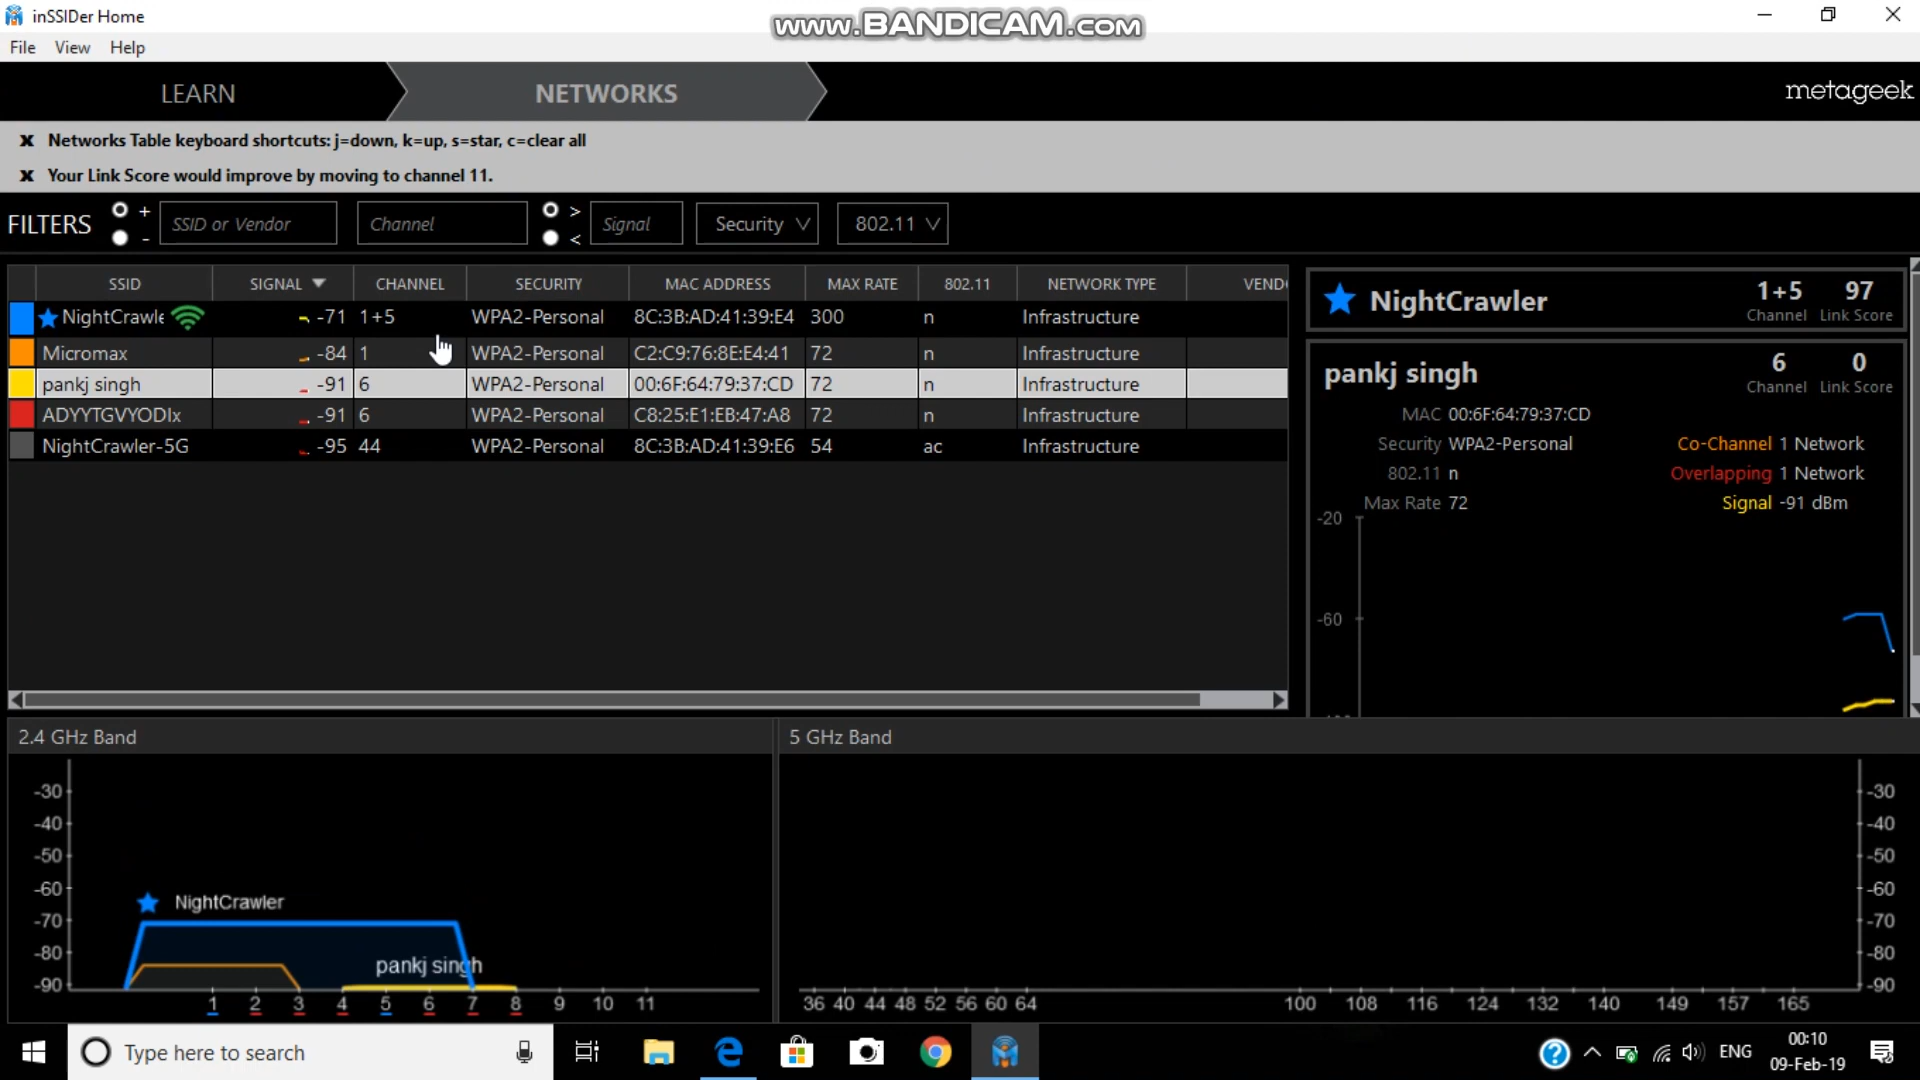 inSSIDer Home
www.BANDICAM.com
File View Help
LEARN NETWORKS metageek
x Networks Table keyboard shortcuts: j=down, k=up, s=star, c=clear all
x Your Link Score would improve by moving to channel 11.
FILTERS + - SSID or Vendor Channel > < Signal Security 802.11
SSID SIGNAL CHANNEL SECURITY MAC ADDRESS MAX RATE 802.11 NETWORK TYPE VEND
NightCrawle -71 1+5 WPA2-Personal 8C:3B:AD:41:39:E4 300 n Infrastructure
Micromax -84 1 WPA2-Personal C2:C9:76:8E:E4:41 72 n Infrastructure
pankj singh -91 6 WPA2-Personal 00:6F:64:79:37:CD 72 n Infrastructure
ADYYTGVYODIx -91 6 WPA2-Personal C8:25:E1:EB:47:A8 72 n Infrastructure
NightCrawler-5G -95 44 WPA2-Personal 8C:3B:AD:41:39:E6 54 ac Infrastructure
NightCrawler 1+5 97
Channel Link Score
pankj singh 6 0
Channel Link Score
MAC 00:6F:64:79:37:CD
Security WPA2-Personal Co-Channel 1 Network
802.11 n Overlapping 1 Network
Max Rate 72 Signal -91 dBm
-20
-60
2.4 GHz Band
-30
-40
-50
-60
-70
-80
-90
NightCrawler
pankj singh
1 2 3 4 5 6 7 8 9 10 11
5 GHz Band
-30
-40
-50
-60
-70
-80
-90
36 40 44 48 52 56 60 64 100 108 116 124 132 140 149 157 165
Type here to search
ENG
00:10
09-Feb-19